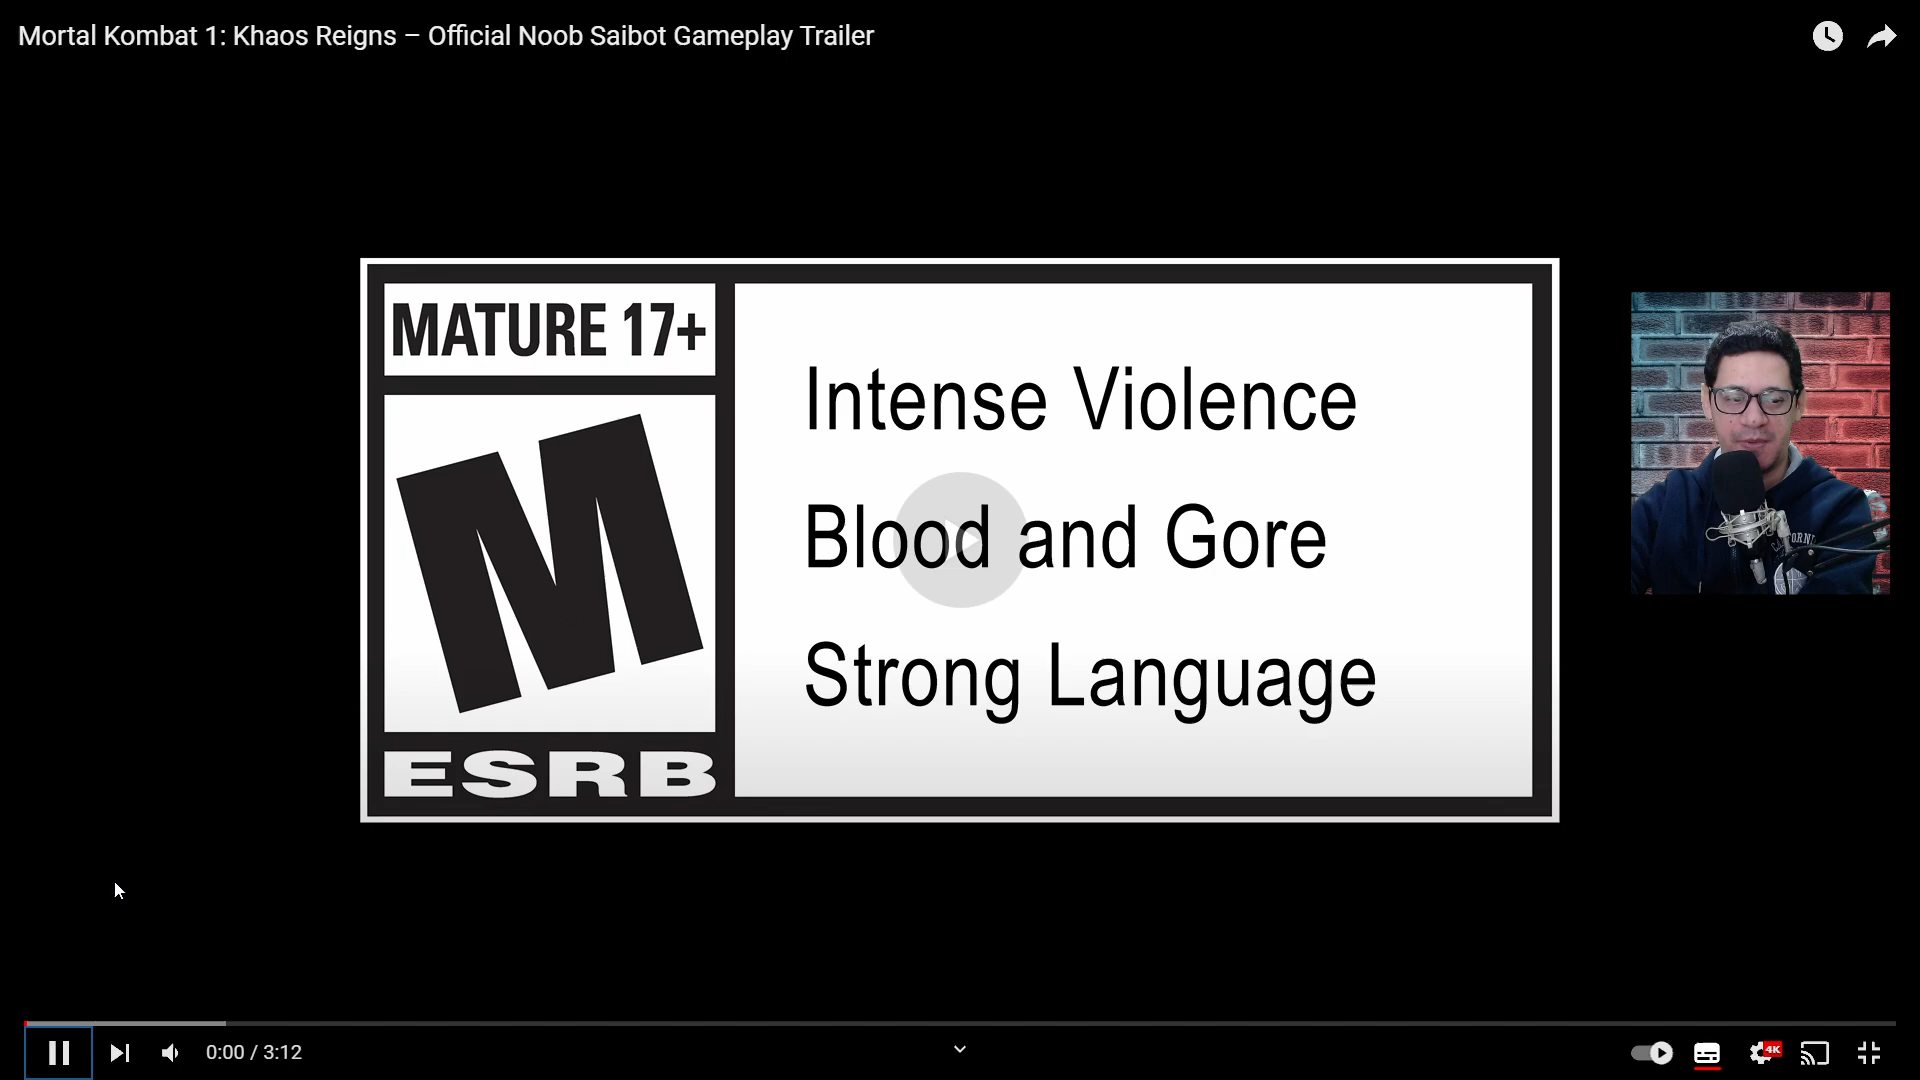 Mortal Kombat 1: Khaos Reigns – Official Noob Saibot Gameplay Trailer
MATURE 17+
M
ESRB
Intense Violence
Blood and Gore
Strong Language
0:00 / 3:12
4K